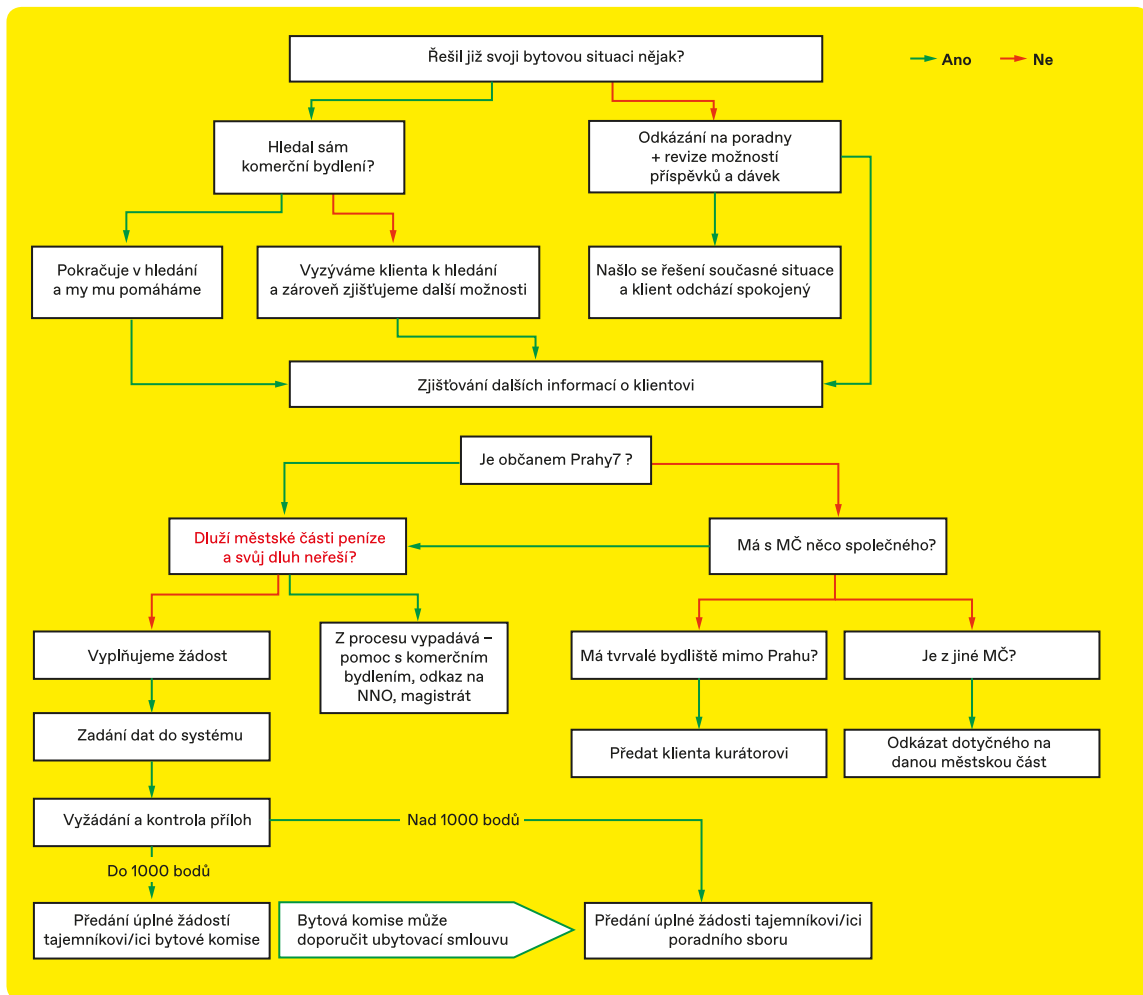 Řešil již svoji bytovou situaci nějak?
Ano
Ne
Hledal sám
komerční bydlení?
Odkázání na poradny
+ revize možností
příspěvků a dávek
Pokračuje v hledání
a my mu pomáháme
Vyzýváme klienta k hledání
a zároveň zjišťujeme další možnosti
Našlo se řešení současné situace
a klient odchází spokojený
Zjišťování dalších informací o klientovi
Je občanem Prahy7 ?
Dluží městské části peníze
a svůj dluh neřeší?
Má s MČ něco společného?
Vyplňujeme žádost
Z procesu vypadává –
pomoc s komerčním
bydlením, odkaz na
NNO, magistrát
Má tvrvalé bydliště mimo Prahu?
Je z jiné MČ?
Zadání dat do systému
Předat klienta kurátorovi
Odkázat dotyčného na
danou městskou část
Vyžádání a kontrola příloh
Nad 1000 bodů
Do 1000 bodů
Předání úplné žádostí
tajemníkovi/ici bytové komise
Bytová komise může
doporučit ubytovací smlouvu
Předání úplné žádosti tajemníkovi/ici
poradního sboru